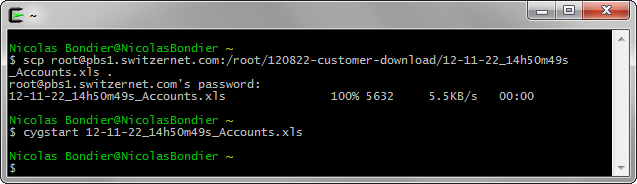 ~
Nicolas Bondier@NicolasBondier ~
$ scp root@pbs1.switzernet.com:/root/120822-customer-download/12-11-22_14h50m49s
_Accounts.xls .
root@pbs1.switzernet.com's password:
12-11-22_14h50m49s_Accounts.xls 100% 5632 5.5KB/s 00:00
Nicolas Bondier@NicolasBondier ~
$ cygstart 12-11-22_14h50m49s_Accounts.xls
Nicolas Bondier@NicolasBondier ~
$